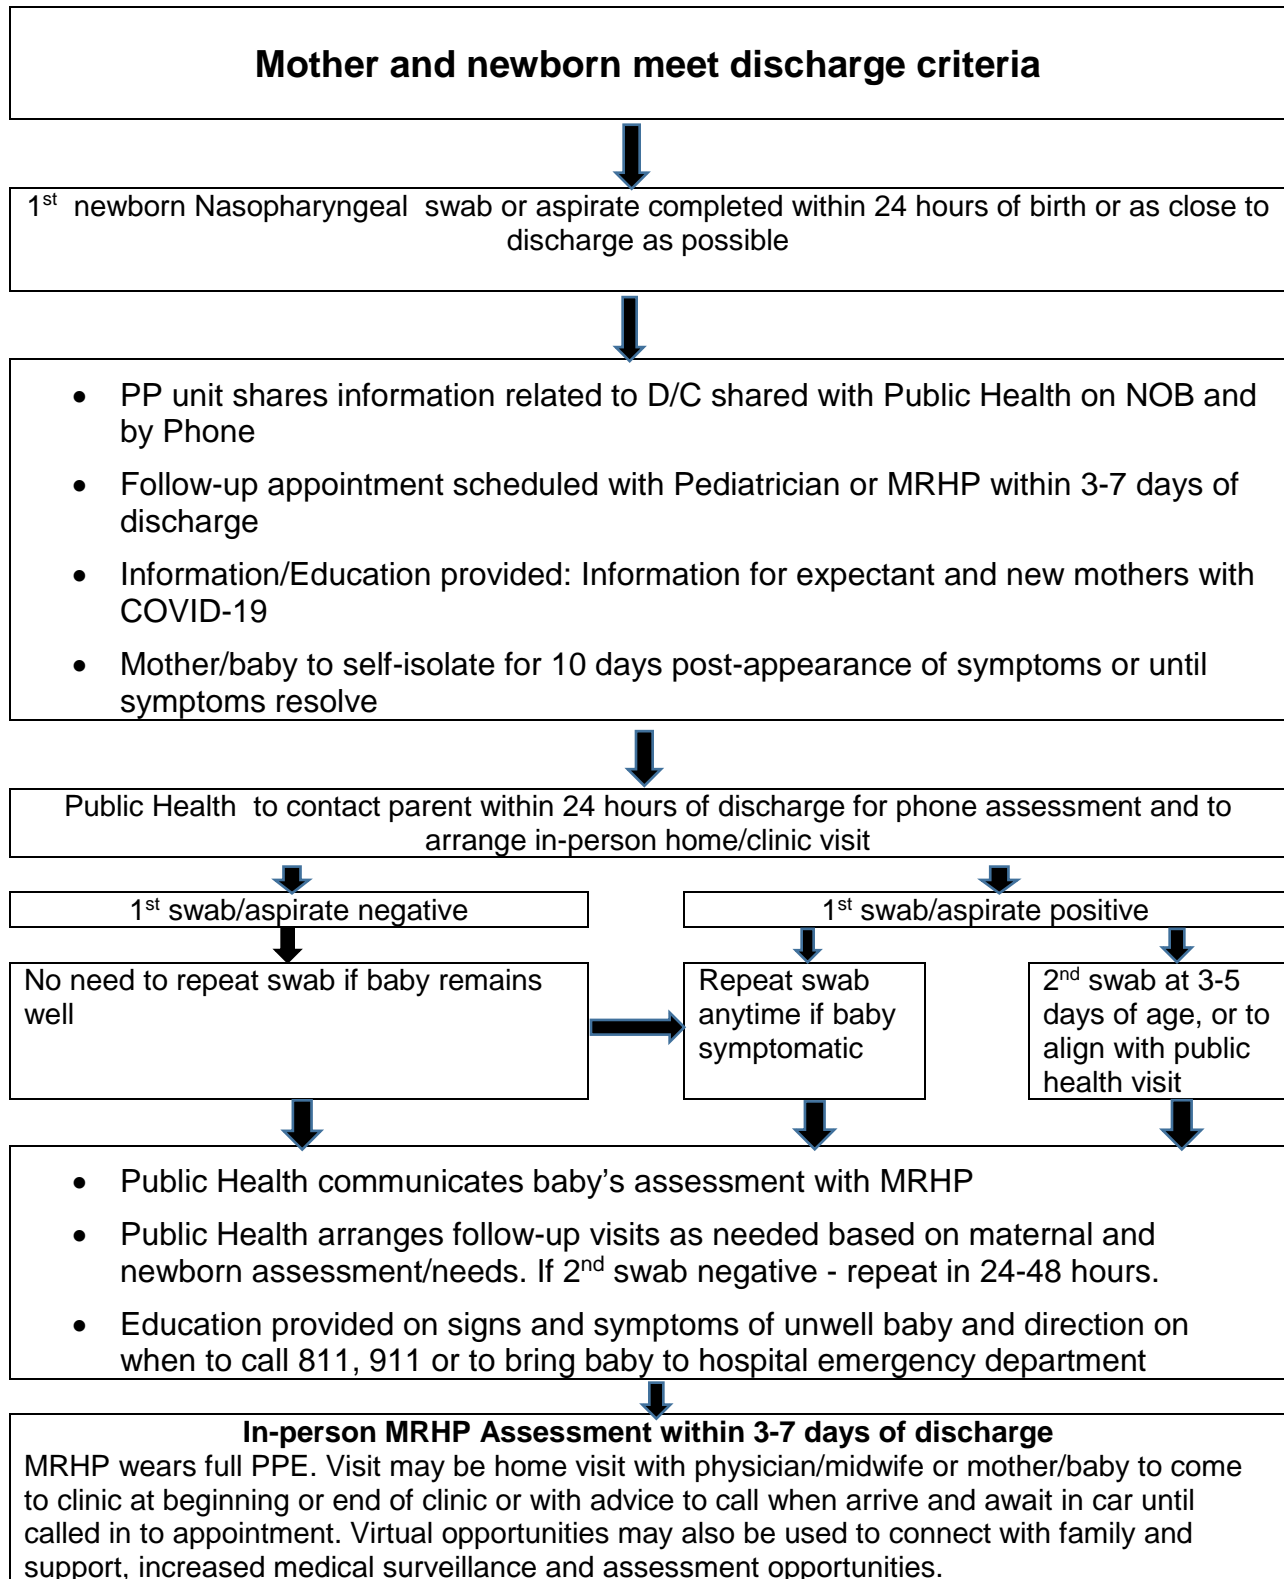 Mother and newborn meet discharge criteria
1st newborn Nasopharyngeal swab or aspirate completed within 24 hours of birth or as close to
discharge as possible
• PP unit shares information related to D/C shared with Public Health on NOB and
by Phone
• Follow-up appointment scheduled with Pediatrician or MRHP within 3-7 days of
discharge
• Information/Education provided: Information for expectant and new mothers with
COVID-19
• Mother/baby to self-isolate for 10 days post-appearance of symptoms or until
symptoms resolve
Public Health to contact parent within 24 hours of discharge for phone assessment and to
arrange in-person home/clinic visit
1st swab/aspirate negative
1st swab/aspirate positive
No need to repeat swab if baby remains
well
Repeat swab
anytime if baby
symptomatic
2nd swab at 3-5
days of age, or to
align with public
health visit
• Public Health communicates baby’s assessment with MRHP
• Public Health arranges follow-up visits as needed based on maternal and
newborn assessment/needs. If 2nd swab negative - repeat in 24-48 hours.
• Education provided on signs and symptoms of unwell baby and direction on
when to call 811, 911 or to bring baby to hospital emergency department
In-person MRHP Assessment within 3-7 days of discharge
MRHP wears full PPE. Visit may be home visit with physician/midwife or mother/baby to come
to clinic at beginning or end of clinic or with advice to call when arrive and await in car until
called in to appointment. Virtual opportunities may also be used to connect with family and
support, increased medical surveillance and assessment opportunities.